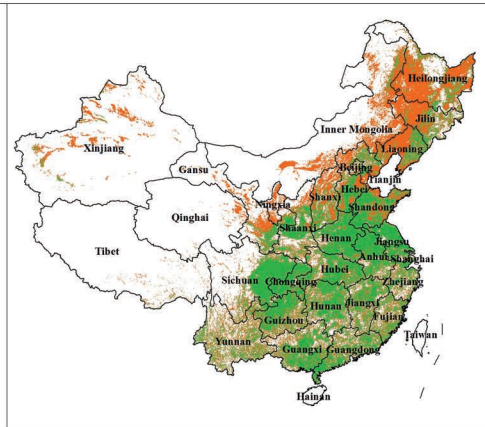 Heilongjiang
Jilin
Inner Mongolia
Liaoning
Xinjiang
Beijing
Gansu
Tianjin
Hebei
Ningxia
Shanxi
Shandong
Qinghai
Shaanxi
Henan
Jiangsu
Tibet
Anhui
Shanghai
Hubei
Sichuan
Chongqing
Zhejiang
Hunan
Jiangxi
Guizhou
Fujian
Yunnan
Taiwan
Guangxi
Guangdong
Hainan